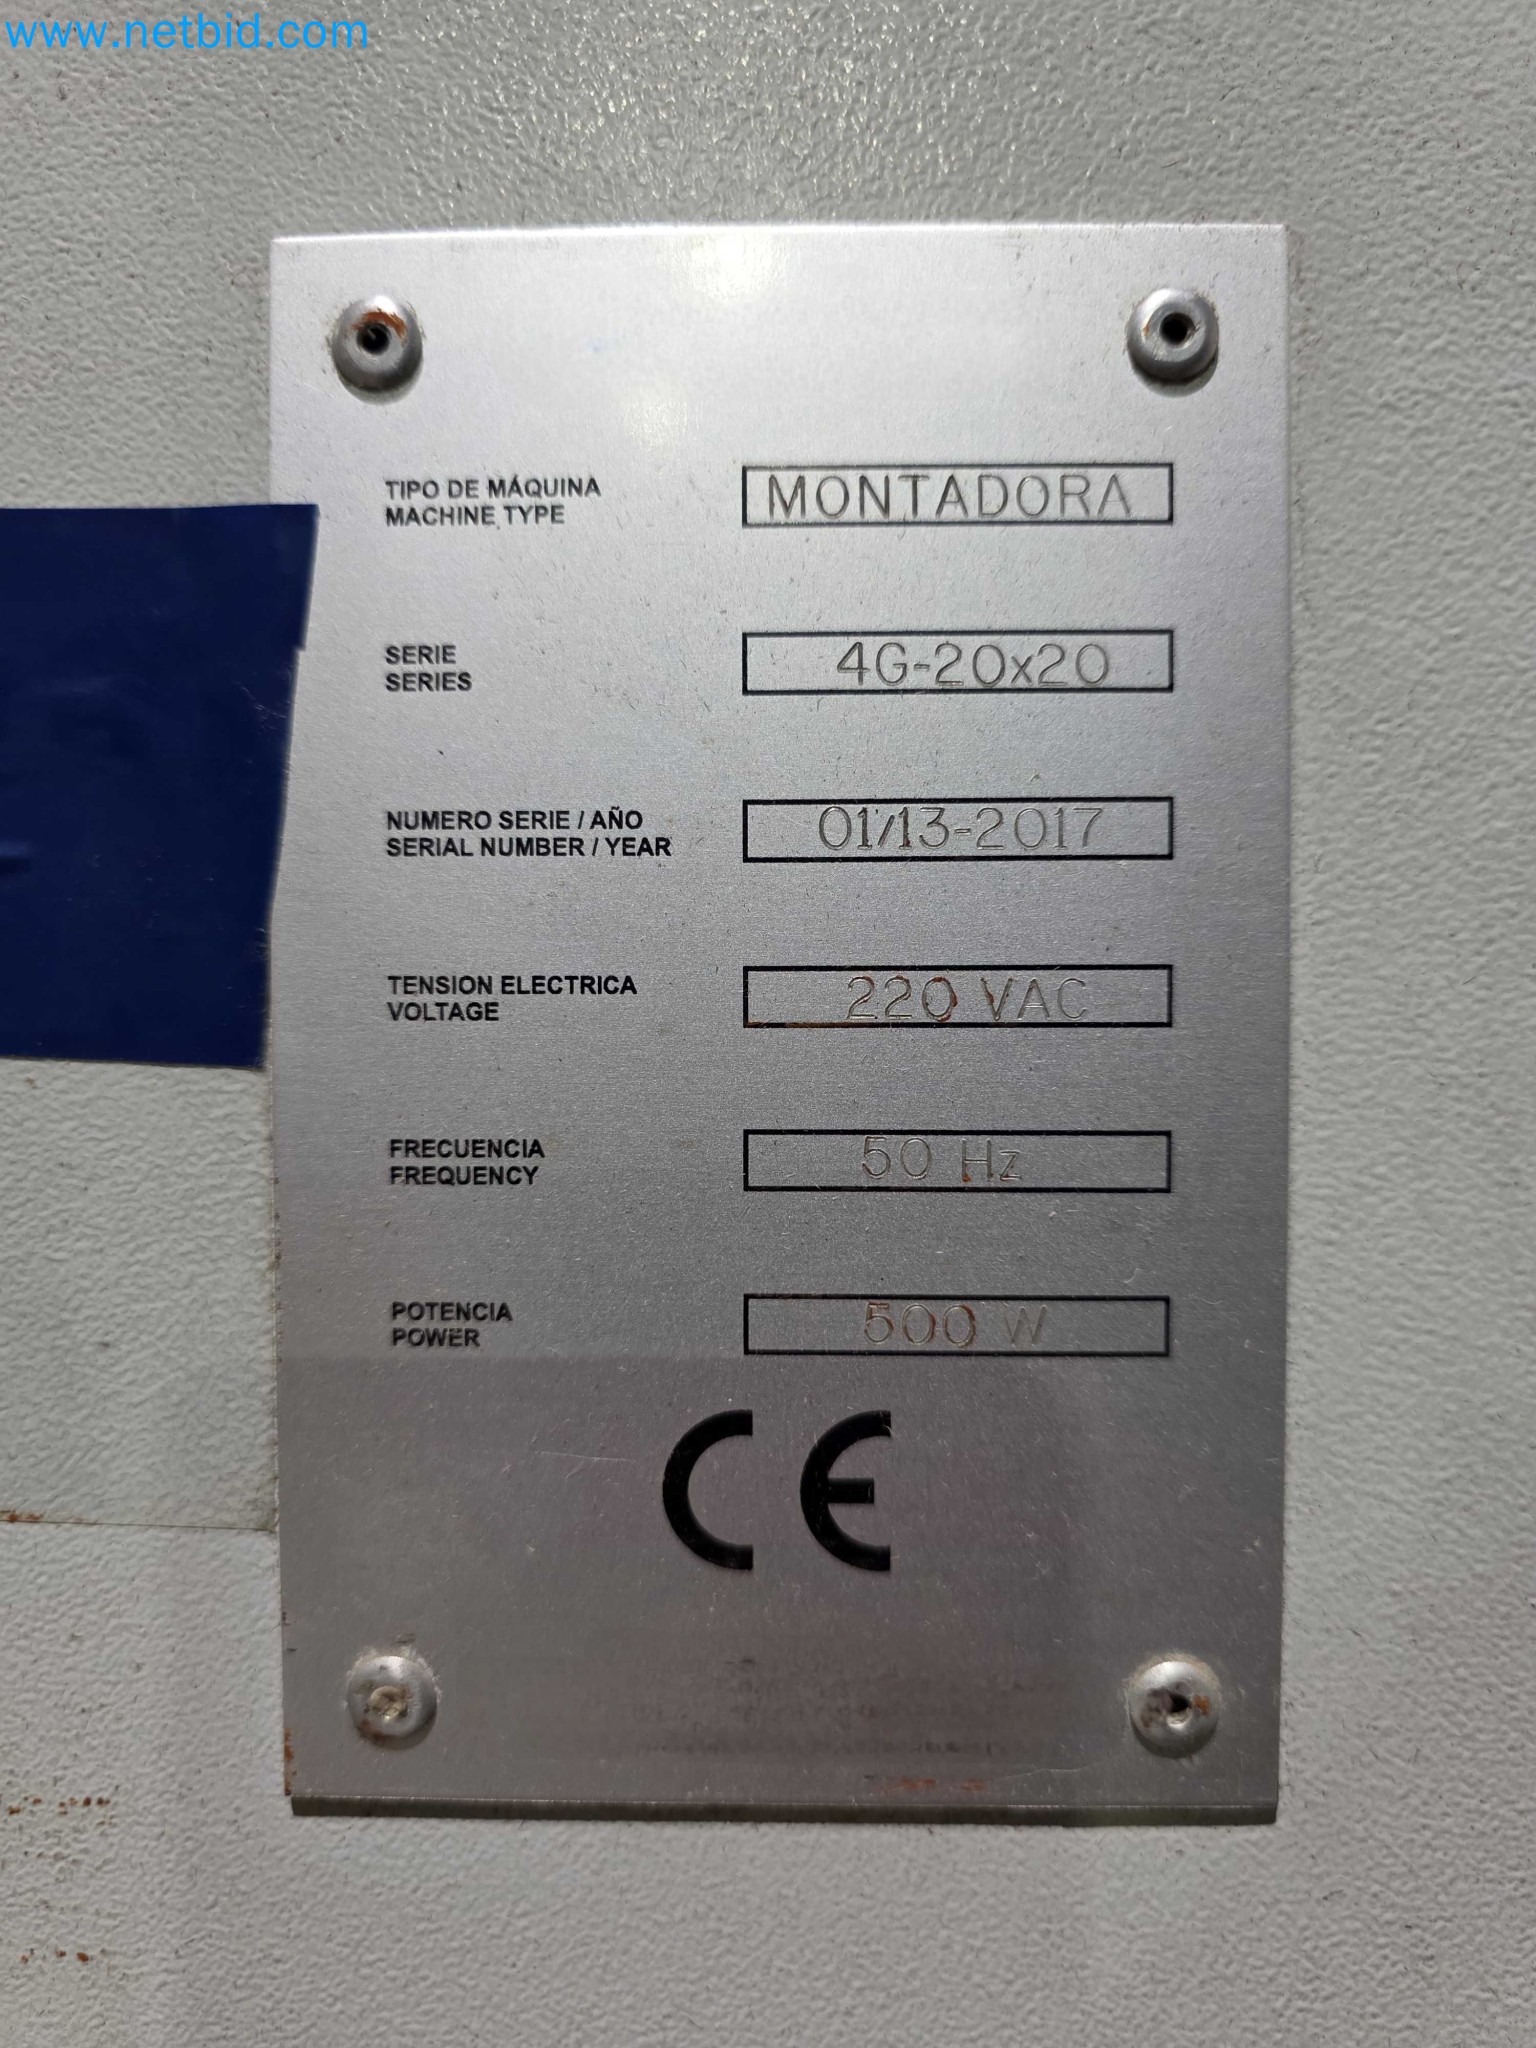 www.netbid.com
TIPO DE MÁQUINA
MACHINE TYPE
MONTADORA
SERIE
SERIES
4G-20x20
NUMERO SERIE / AÑO
SERIAL NUMBER / YEAR
01/13-2017
TENSION ELECTRICA
VOLTAGE
220 VAC
FRECUENCIA
FREQUENCY
50 Hz
POTENCIA
POWER
500 W
CE